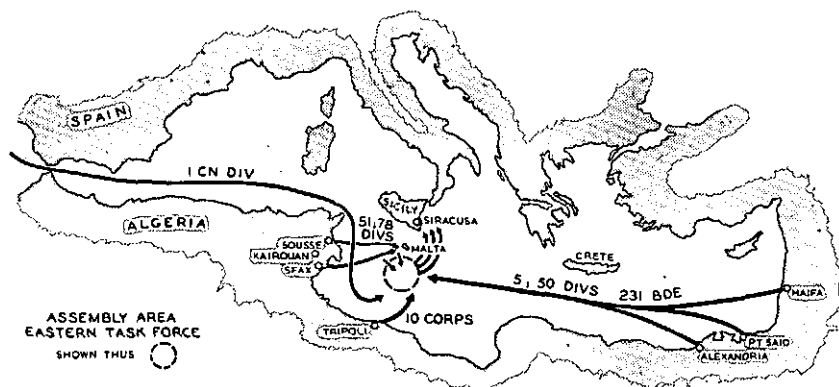 SPAIN
1 CN DIV
ALGERIA
SICILY
SIRACUSA
51,78
DIVS
MALTA
SOUSSE
KAIROUAN
SFAX
CRETE
5, 50 DIVS
231 BDE
HAIFA
10 CORPS
TRIPOLI
PT SAID
ALEXANDRIA
ASSEMBLY AREA
EASTERN TASK FORCE
SHOWN THUS